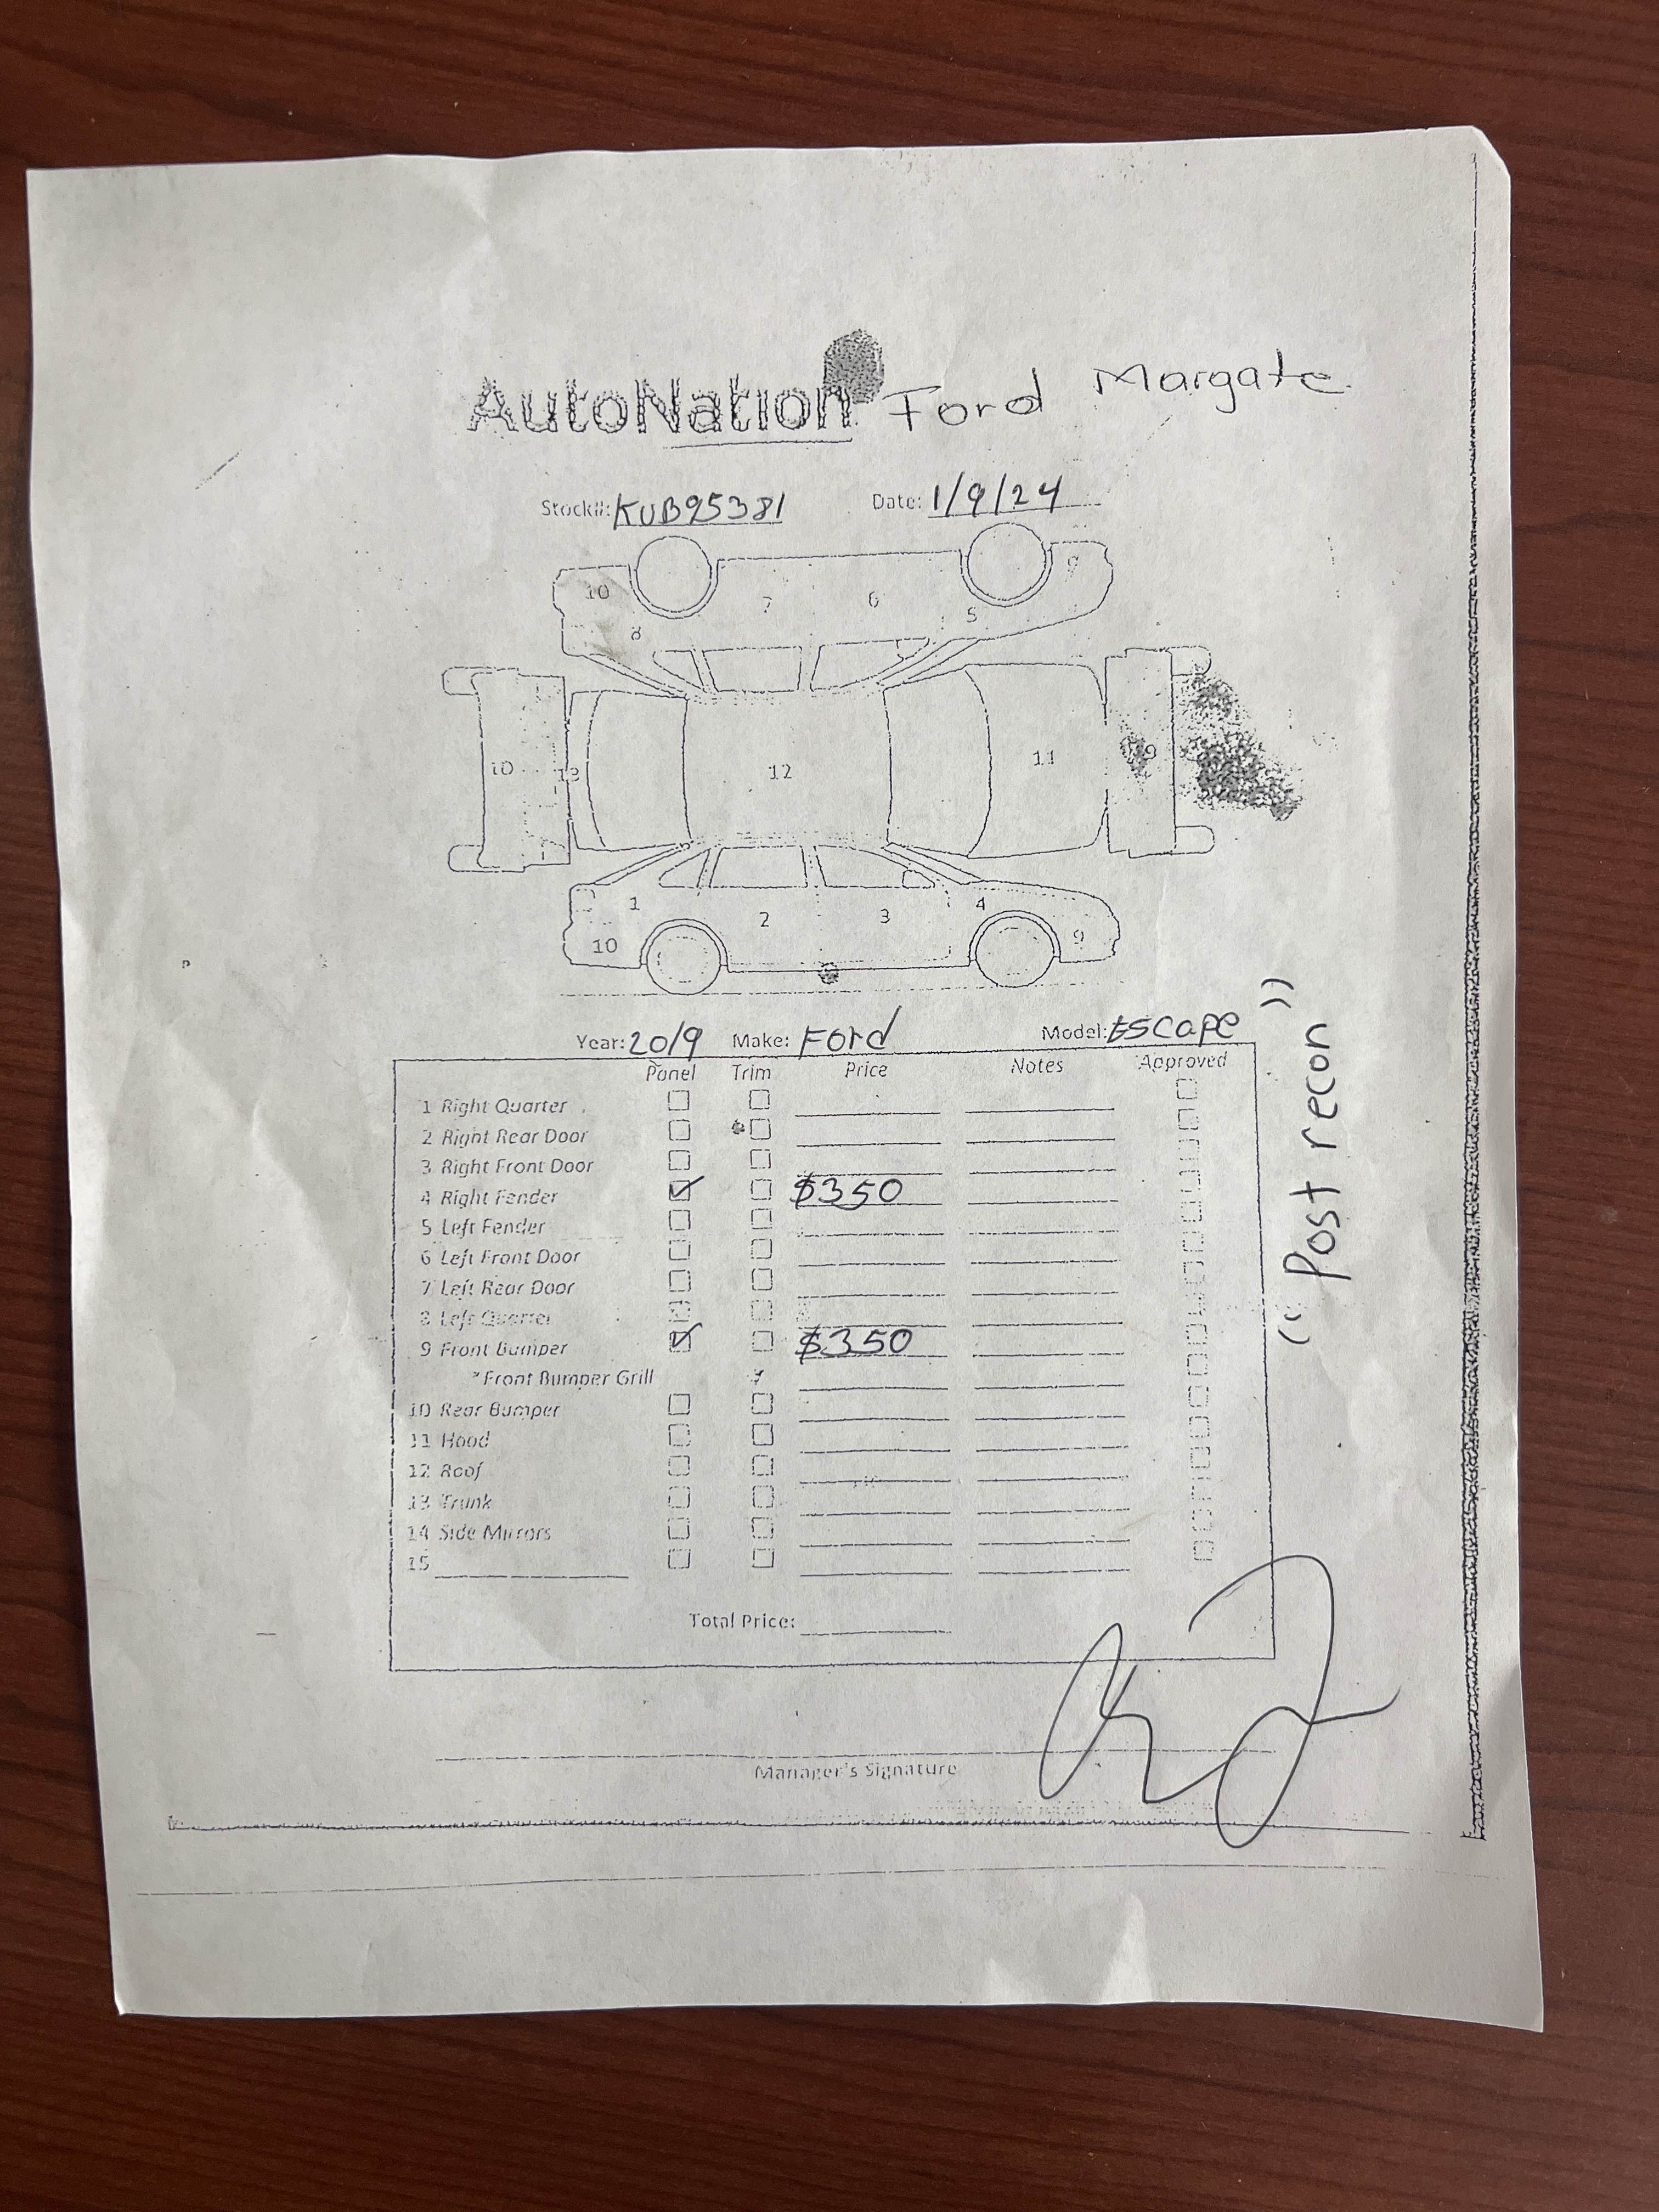 AutoNation Ford Margate
Stock#: KUB95381 Date: 1/9/24
10 7 6 5 9
8
10 13 12 11 9
1 2 3 4
10 9
Year: 2019 Make: Ford Model: Escape
Panel Trim Price Notes Approved
1 Right Quarter
2 Right Rear Door
3 Right Front Door
4 Right Fender $350
5 Left Fender
6 Left Front Door
7 Left Rear Door
8 Left Quarter
9 Front Bumper $350
*Front Bumper Grill
10 Rear Bumper
11 Hood
12 Roof
13 Trunk
14 Side Mirrors
15
Total Price:
Manager's Signature
(" Post recon ")